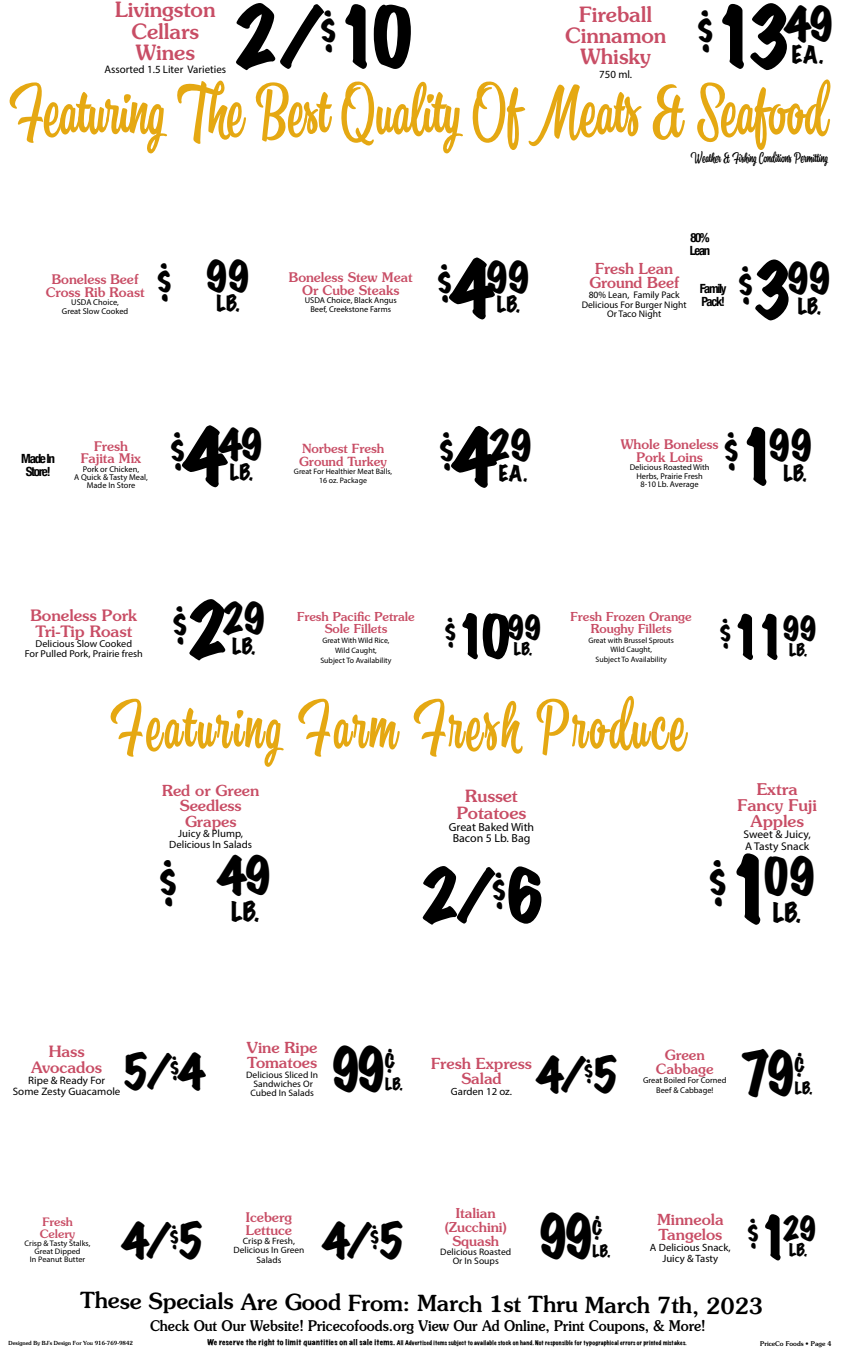 Livingston
Cellars
Wines
Assorted 1.5 Liter Varieties
2/$10
Fireball
Cinnamon
Whisky
750 ml.
$13 49
EA.
Featuring The Best Quality Of Meats & Seafood
Weather & Fishing Conditions Permitting
Boneless Beef
Cross Rib Roast
USDA Choice,
Great Slow Cooked
$ 99
LB.
Boneless Stew Meat
Or Cube Steaks
USDA Choice, Black Angus
Beef, Creekstone Farms
$4 99
LB.
80%
Lean
Fresh Lean
Ground Beef
80% Lean, Family Pack
Delicious For Burger Night
Or Taco Night
Family
Pack!
$3 99
LB.
Made In
Store!
Fresh
Fajita Mix
Pork or Chicken,
A Quick & Tasty Meal,
Made In Store
$4 49
LB.
Norbest Fresh
Ground Turkey
Great For Healthier Meat Balls,
16 oz. Package
$4 29
EA.
Whole Boneless
Pork Loins
Delicious Roasted With
Herbs, Prairie Fresh
8-10 Lb. Average
$1 99
LB.
Boneless Pork
Tri-Tip Roast
Delicious Slow Cooked
For Pulled Pork, Prairie fresh
$2 29
LB.
Fresh Pacific Petrale
Sole Fillets
Great With Wild Rice,
Wild Caught,
Subject To Availability
$10 99
LB.
Fresh Frozen Orange
Roughy Fillets
Great with Brussel Sprouts
Wild Caught,
Subject To Availability
$11 99
LB.
Featuring Farm Fresh Produce
Red or Green
Seedless
Grapes
Juicy & Plump,
Delicious In Salads
$ 49
LB.
Russet
Potatoes
Great Baked With
Bacon 5 Lb. Bag
2/$6
Extra
Fancy Fuji
Apples
Sweet & Juicy,
A Tasty Snack
$1 09
LB.
Hass
Avocados
Ripe & Ready For
Some Zesty Guacamole
5/$4
Vine Ripe
Tomatoes
Delicious Sliced In
Sandwiches Or
Cubed In Salads
99¢
LB.
Fresh Express
Salad
Garden 12 oz.
4/$5
Green
Cabbage
Great Boiled For Corned
Beef & Cabbage!
79¢
LB.
Fresh
Celery
Crisp & Tasty Stalks,
Great Dipped
In Peanut Butter
4/$5
Iceberg
Lettuce
Crisp & Fresh,
Delicious In Green
Salads
4/$5
Italian
(Zucchini)
Squash
Delicious Roasted
Or In Soups
99¢
LB.
Minneola
Tangelos
A Delicious Snack,
Juicy & Tasty
$1 29
LB.
These Specials Are Good From: March 1st Thru March 7th, 2023
Check Out Our Website! Pricecofoods.org View Our Ad Online, Print Coupons, & More!
Designed By BJ's Design For You 916-769-9842
We reserve the right to limit quantities on all sale items. All Advertised items subject to available stock on hand. Not responsible for typographical errors or printed mistakes.
PriceCo Foods • Page 4